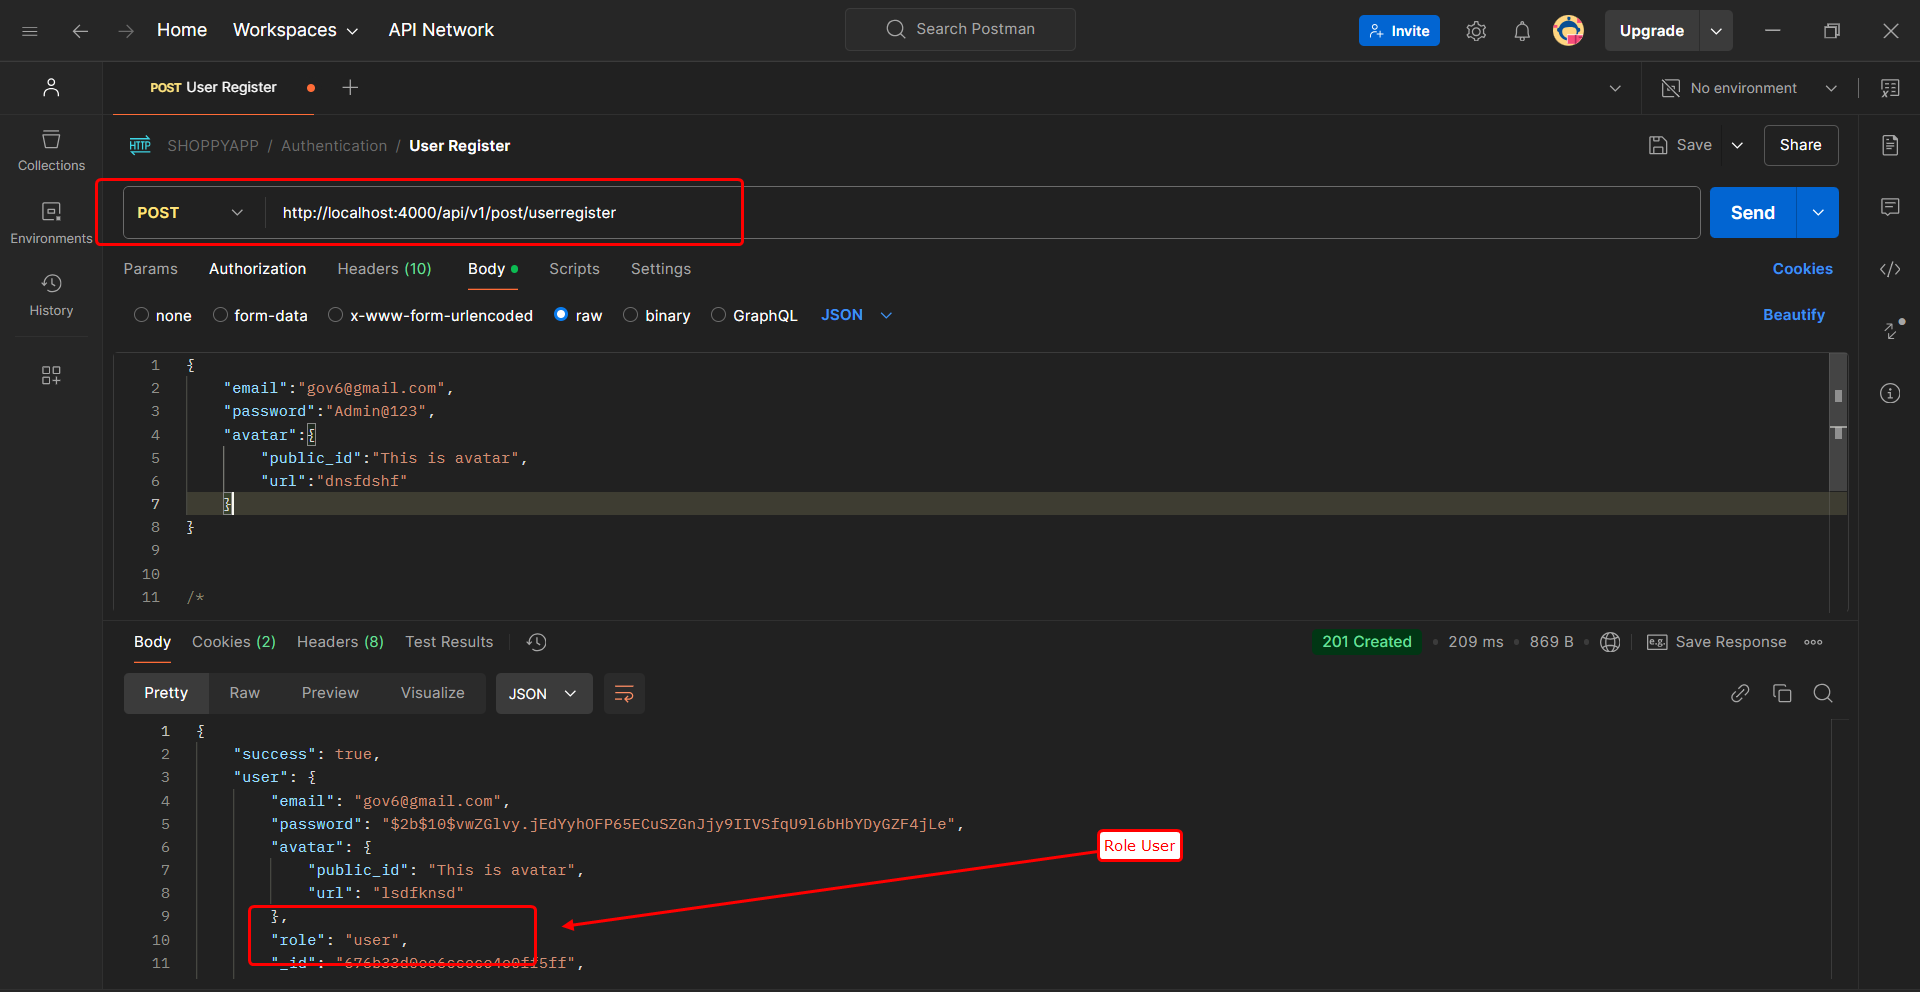 Home Workspaces API Network Search Postman Invite Upgrade
POST User Register No environment
HTTP SHOPPYAPP / Authentication / User Register Save Share
Collections
Environments
History
POST http://localhost:4000/api/v1/post/userregister Send
Params Authorization Headers (10) Body Scripts Settings Cookies
none form-data x-www-form-urlencoded raw binary GraphQL JSON Beautify
1 {
2 "email":"gov6@gmail.com",
3 "password":"Admin@123",
4 "avatar":{
5 "public_id":"This is avatar",
6 "url":"dnsfdshf"
7 }
8 }
9
10
11 /*
Body Cookies (2) Headers (8) Test Results 201 Created 209 ms 869 B e.g. Save Response
Pretty Raw Preview Visualize JSON
1 {
2 "success": true,
3 "user": {
4 "email": "gov6@gmail.com",
5 "password": "$2b$10$vwZGlvy.jEdYyhOFP65ECuSZGnJjy9IIVSfqU9l6bHbYDyGZF4jLe",
6 "avatar": {
7 "public_id": "This is avatar",
8 "url": "lsdfknsd"
9 },
10 "role": "user",
11 "_id":
Role User